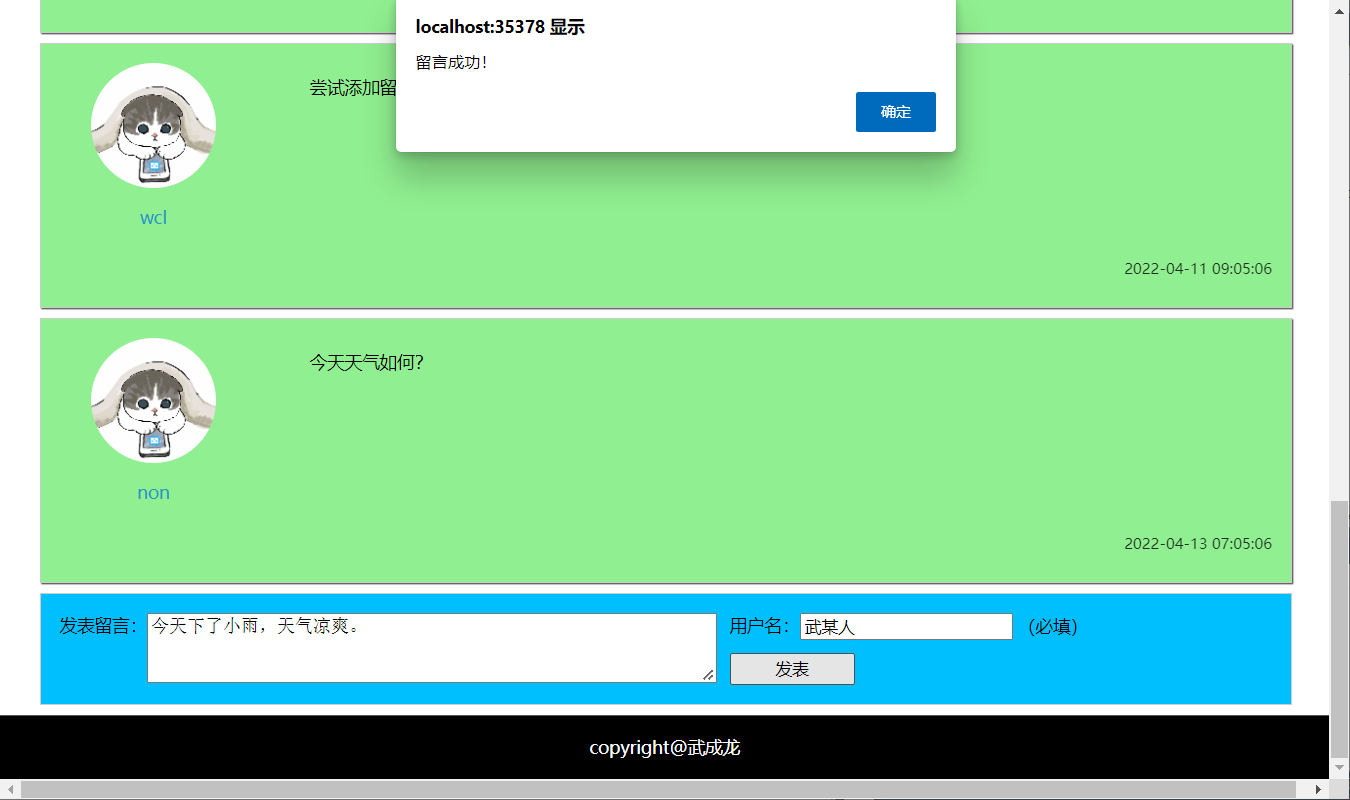 localhost:35378 显示
留言成功！
确定
尝试添加留
wcl
2022-04-11 09:05:06
今天天气如何？
non
2022-04-13 07:05:06
发表留言： 今天下了小雨，天气凉爽。 用户名： 武某人 （必填）
发表
copyright@武成龙